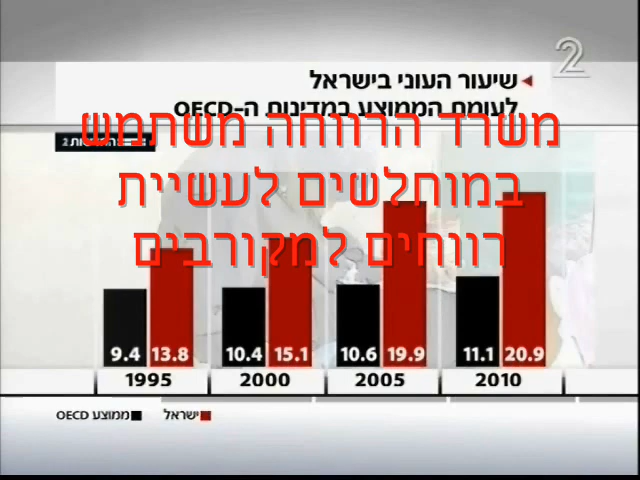 2
שיעור העוני בישראל
לעומת הממוצע במדינות ה-OECD
משרד הרווחה משתמש
במוחלשים לעשיית
רווחים למקורבים
9.4 13.8 10.4 15.1 10.6 19.9 11.1 20.9
1995 2000 2005 2010
ישראל ממוצע OECD